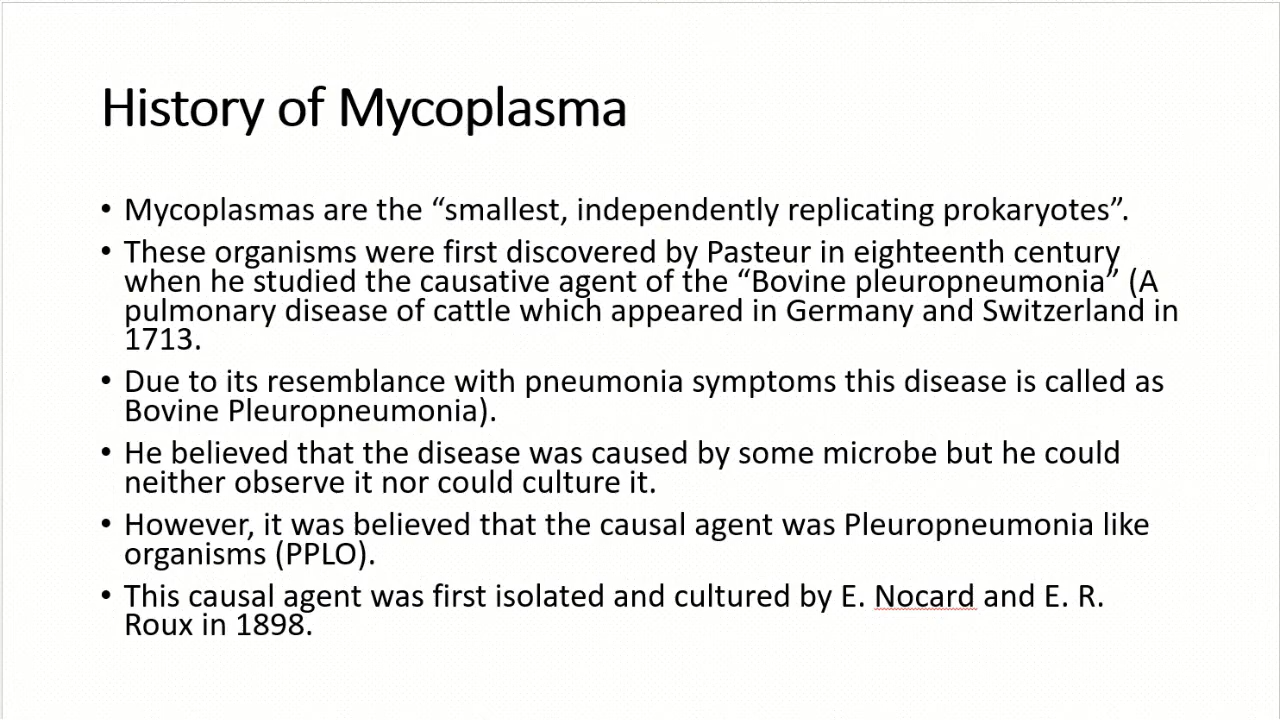 History of Mycoplasma
• Mycoplasmas are the “smallest, independently replicating prokaryotes”.
• These organisms were first discovered by Pasteur in eighteenth century
when he studied the causative agent of the “Bovine pleuropneumonia” (A
pulmonary disease of cattle which appeared in Germany and Switzerland in
1713.
• Due to its resemblance with pneumonia symptoms this disease is called as
Bovine Pleuropneumonia).
• He believed that the disease was caused by some microbe but he could
neither observe it nor could culture it.
• However, it was believed that the causal agent was Pleuropneumonia like
organisms (PPLO).
• This causal agent was first isolated and cultured by E. Nocard and E. R.
Roux in 1898.